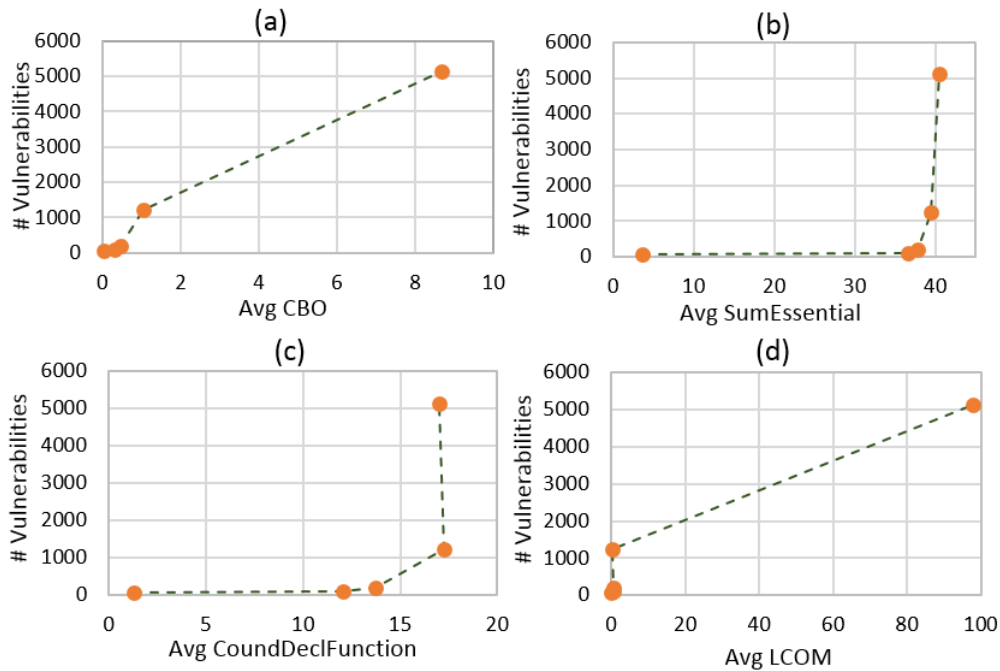 (a)
6000
5000
4000
3000
2000
1000
0
# Vulnerabilities
0 2 4 6 8 10
Avg CBO
(b)
6000
5000
4000
3000
2000
1000
0
# Vulnerabilities
0 10 20 30 40
Avg SumEssential
(c)
6000
5000
4000
3000
2000
1000
0
# Vulnerabilities
0 5 10 15 20
Avg CoundDeclFunction
(d)
6000
5000
4000
3000
2000
1000
0
# Vulnerabilities
0 20 40 60 80 100
Avg LCOM